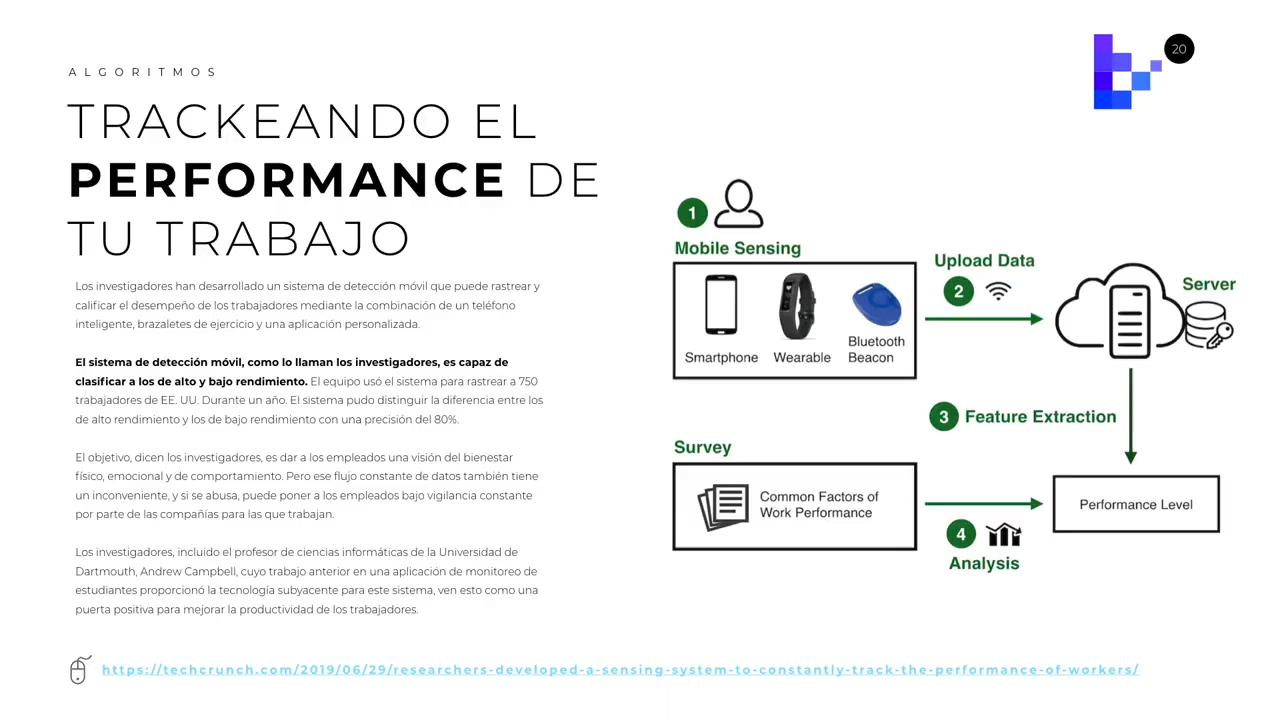 ALGORITMOS
20
TRACKEANDO EL
PERFORMANCE DE
TU TRABAJO
Los investigadores han desarrollado un sistema de detección móvil que puede rastrear y
calificar el desempeño de los trabajadores mediante la combinación de un teléfono
inteligente, brazaletes de ejercicio y una aplicación personalizada.
El sistema de detección móvil, como lo llaman los investigadores, es capaz de
clasificar a los de alto y bajo rendimiento. El equipo usó el sistema para rastrear a 750
trabajadores de EE. UU. Durante un año. El sistema pudo distinguir la diferencia entre los
de alto rendimiento y los de bajo rendimiento con una precisión del 80%.
El objetivo, dicen los investigadores, es dar a los empleados una visión del bienestar
físico, emocional y de comportamiento. Pero ese flujo constante de datos también tiene
un inconveniente, y si se abusa, puede poner a los empleados bajo vigilancia constante
por parte de las compañías para las que trabajan.
Los investigadores, incluido el profesor de ciencias informáticas de la Universidad de
Dartmouth, Andrew Campbell, cuyo trabajo anterior en una aplicación de monitoreo de
estudiantes proporcionó la tecnología subyacente para este sistema, ven esto como una
puerta positiva para mejorar la productividad de los trabajadores.
1
Mobile Sensing
Smartphone
Wearable
Bluetooth
Beacon
Upload Data
2
Server
3 Feature Extraction
Survey
Common Factors of
Work Performance
4
Analysis
Performance Level
https://techcrunch.com/2019/06/29/researchers-developed-a-sensing-system-to-constantly-track-the-performance-of-workers/